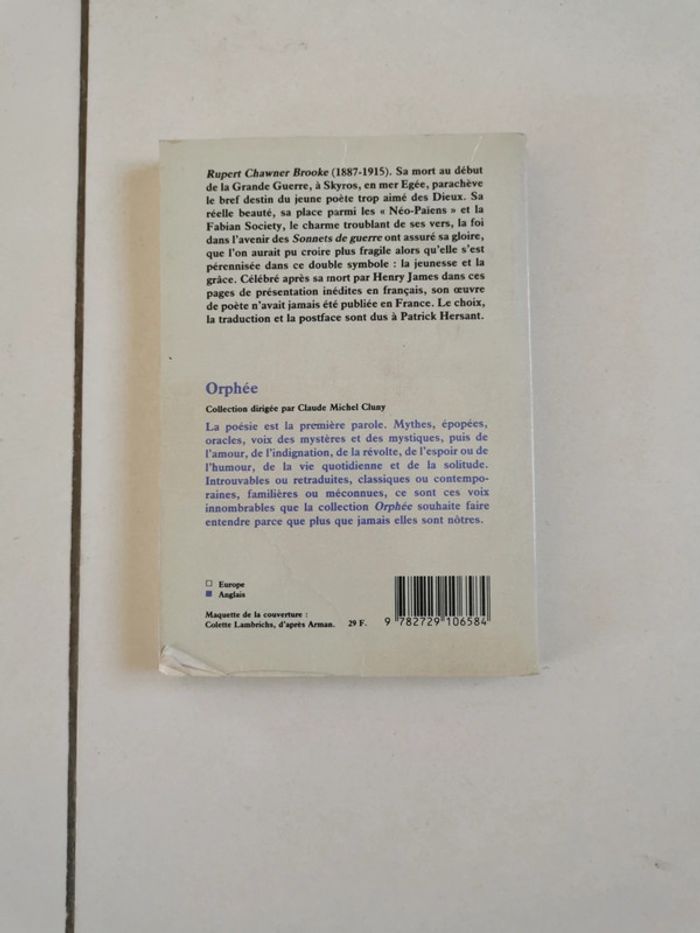 Rupert Chawner Brooke (1887-1915). Sa mort au début
de la Grande Guerre, à Skyros, en mer Egée, parachève
le bref destin du jeune poète trop aimé des Dieux. Sa
réelle beauté, sa place parmi les « Néo-Païens » et la
Fabian Society, le charme troublant de ses vers, la foi
dans l'avenir des Sonnets de guerre ont assuré sa gloire,
que l'on aurait pu croire plus fragile alors qu'elle s'est
pérennisée dans ce double symbole : la jeunesse et la
grâce. Célébré après sa mort par Henry James dans ces
pages de présentation inédites en français, son œuvre
de poète n'avait jamais été publiée en France. Le choix,
la traduction et la postface sont dus à Patrick Hersant.
Orphée
Collection dirigée par Claude Michel Cluny
La poésie est la première parole. Mythes, épopées,
oracles, voix des mystères et des mystiques, puis de
l'amour, de l'indignation, de la révolte, de l'espoir ou de
l'humour, de la vie quotidienne et de la solitude.
Introuvables ou retraduites, classiques ou contempo-
raines, familières ou méconnues, ce sont ces voix
innombrables que la collection Orphée souhaite faire
entendre parce que plus que jamais elles sont nôtres.
Europe
Anglais
Maquette de la couverture :
Colette Lambrichs, d'après Arman. 29 F.
9 782729 106584